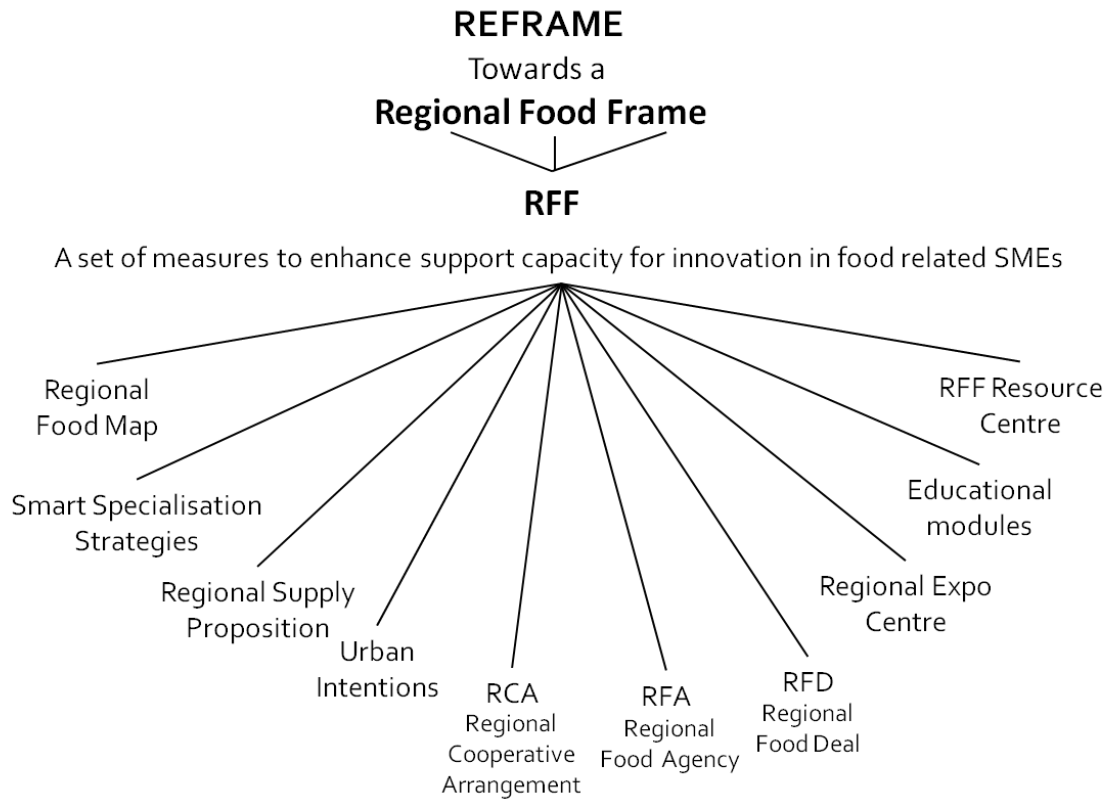 REFRAME
Towards a
Regional Food Frame
RFF
A set of measures to enhance support capacity for innovation in food related SMEs
Regional
Food Map
Smart Specialisation
Strategies
Regional Supply
Proposition
Urban
Intentions
RCA
Regional
Cooperative
Arrangement
RFA
Regional
Food Agency
RFD
Regional
Food Deal
Regional Expo
Centre
Educational
modules
RFF Resource
Centre